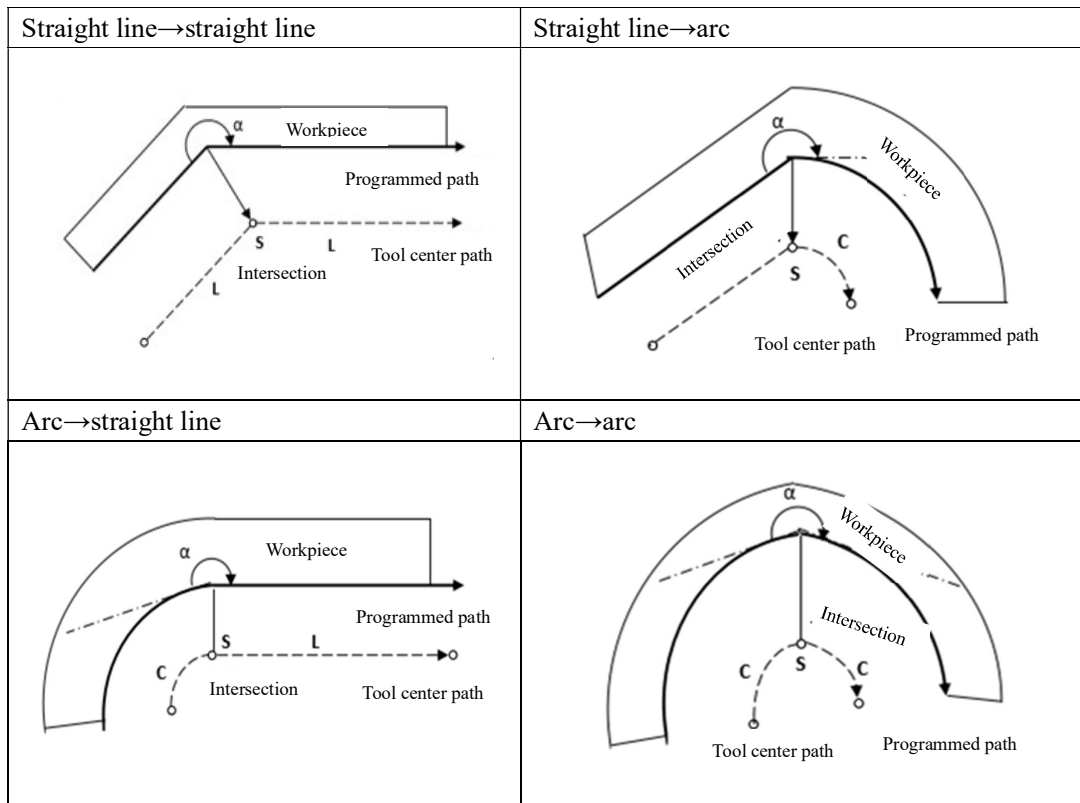 Straight line→straight line
Straight line→arc
α
Workpiece
Programmed path
S
L
Tool center path
Intersection
L
α
Workpiece
Intersection
C
S
Programmed path
Tool center path
Arc→straight line
Arc→arc
α
Workpiece
Programmed path
S
L
C
Intersection
Tool center path
α
Workpiece
Intersection
S
C
C
Tool center path
Programmed path